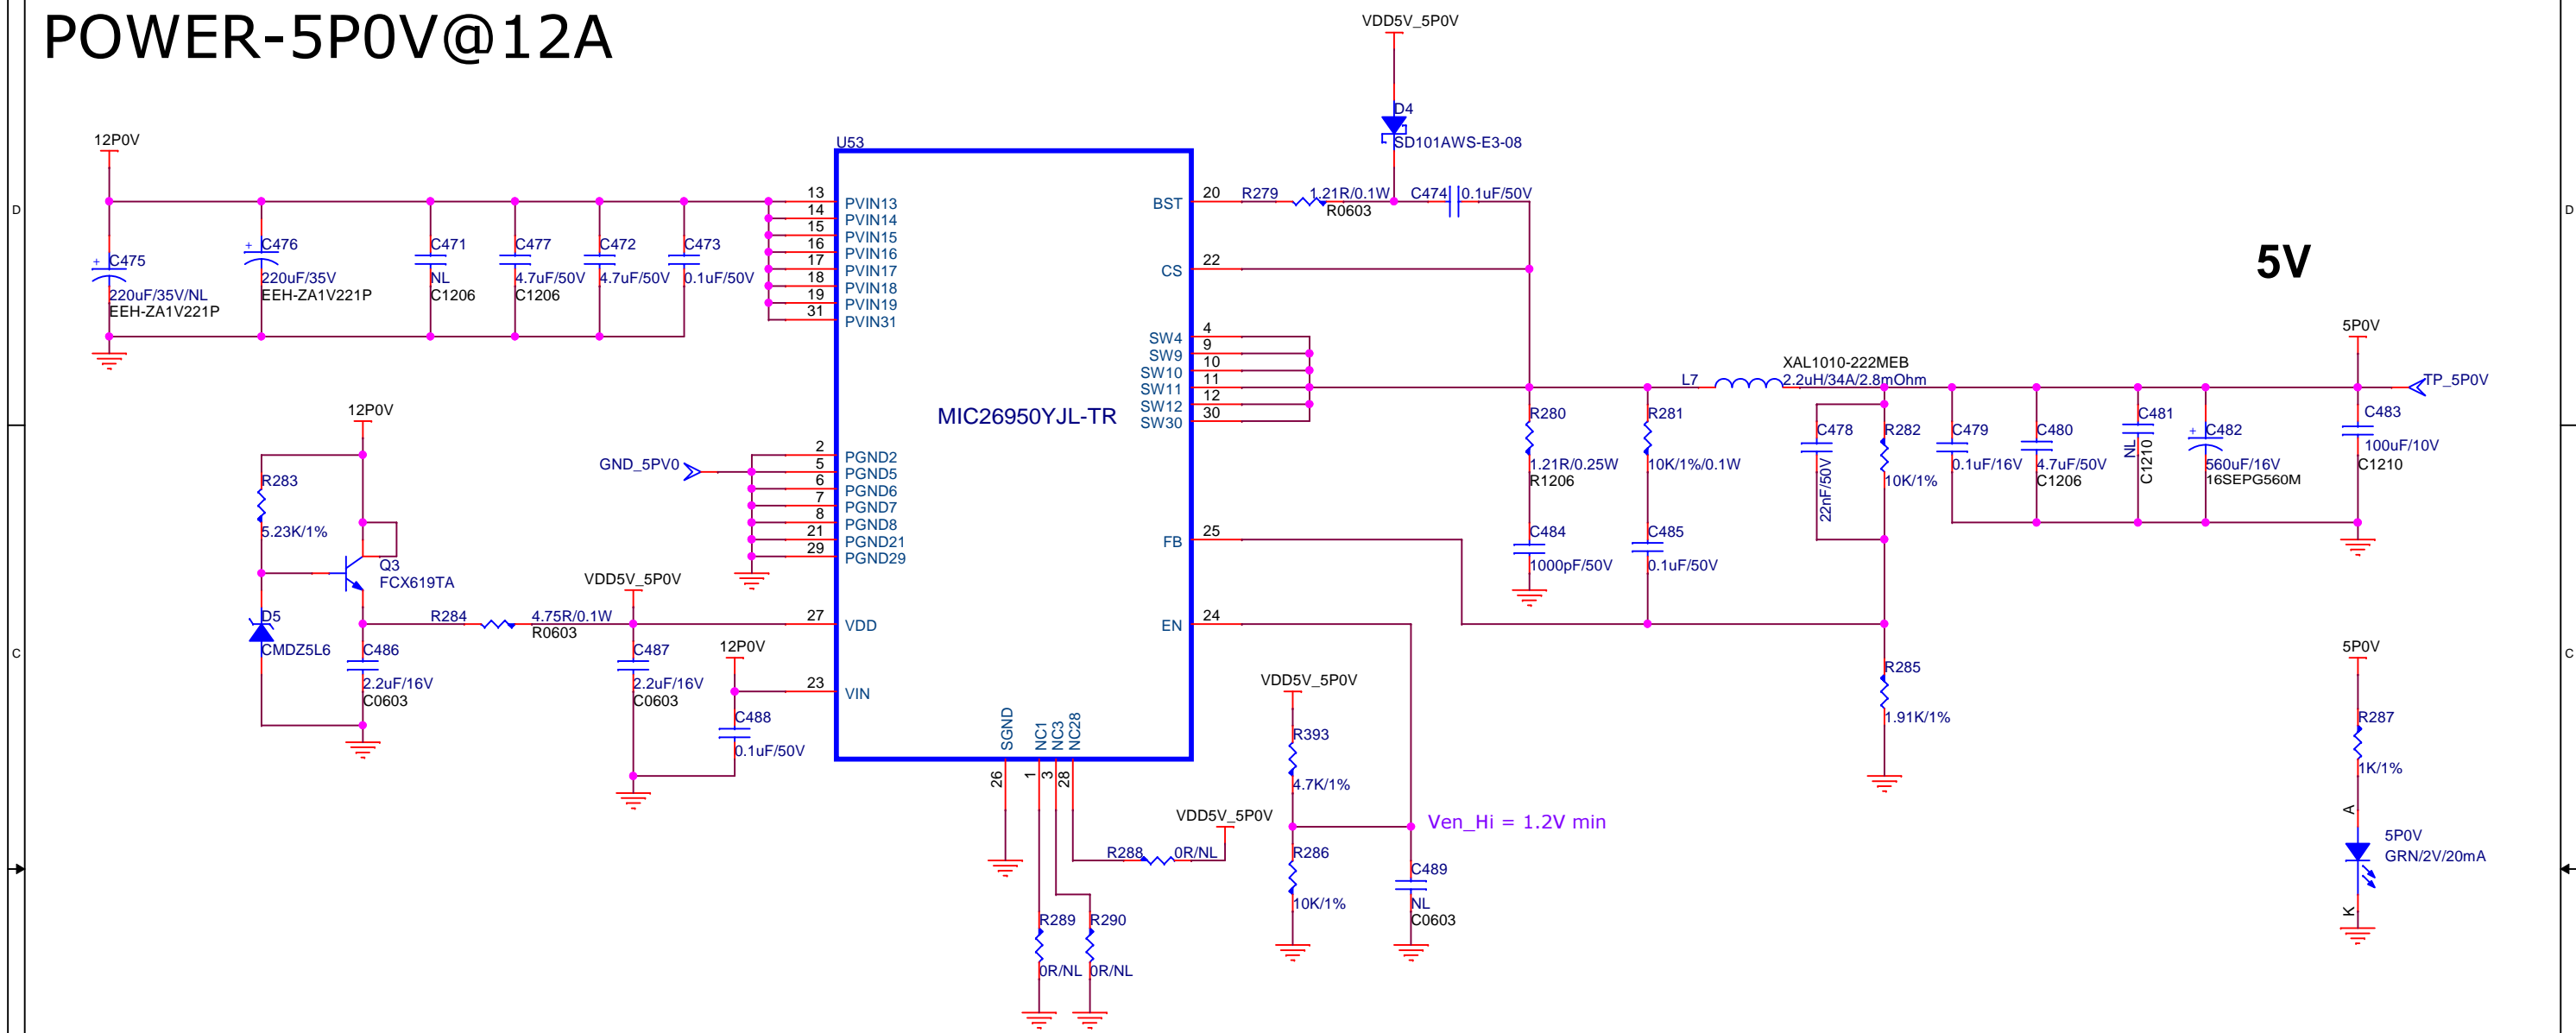 POWER-5P0V@12A
VDD5V_5P0V
D4
SD101AWS-E3-08
12P0V
U53
13
14
15
16
17
18
19
31
PVIN13
PVIN14
PVIN15
PVIN16
PVIN17
PVIN18
PVIN19
PVIN31
BST
20
R279
1.21R/0.1W
R0603
C474
0.1uF/50V
D
D
C475
220uF/35V/NL
EEH-ZA1V221P
C476
220uF/35V
EEH-ZA1V221P
C471
NL
C1206
C477
4.7uF/50V
C1206
C472
4.7uF/50V
C473
0.1uF/50V
+
+
CS
22
5V
SW4
SW9
SW10
SW11
SW12
SW30
4
9
10
11
12
30
MIC26950YJL-TR
L7
XAL1010-222MEB
2.2uH/34A/2.8mOhm
5P0V
TP_5P0V
R280
1.21R/0.25W
R1206
R281
10K/1%/0.1W
C478
22nF/50V
R282
10K/1%
C479
0.1uF/16V
C480
4.7uF/50V
C1206
C481
NL
C1210
+
C482
560uF/16V
16SEPG560M
C483
100uF/10V
C1210
12P0V
R283
5.23K/1%
Q3
FCX619TA
D5
CMDZ5L6
C486
2.2uF/16V
C0603
R284
4.75R/0.1W
R0603
VDD5V_5P0V
C487
2.2uF/16V
C0603
12P0V
C488
0.1uF/50V
GND_5PV0
2
5
6
7
8
21
29
PGND2
PGND5
PGND6
PGND7
PGND8
PGND21
PGND29
27
VDD
23
VIN
FB
25
EN
24
C484
1000pF/50V
C485
0.1uF/50V
C
C
R285
1.91K/1%
SGND
NC1
NC3
NC28
26
1
3
28
VDD5V_5P0V
R393
4.7K/1%
VDD5V_5P0V
R288
0R/NL
R286
10K/1%
Ven_Hi = 1.2V min
C489
NL
C0603
R289
0R/NL
R290
0R/NL
5P0V
R287
1K/1%
A
5P0V
GRN/2V/20mA
K